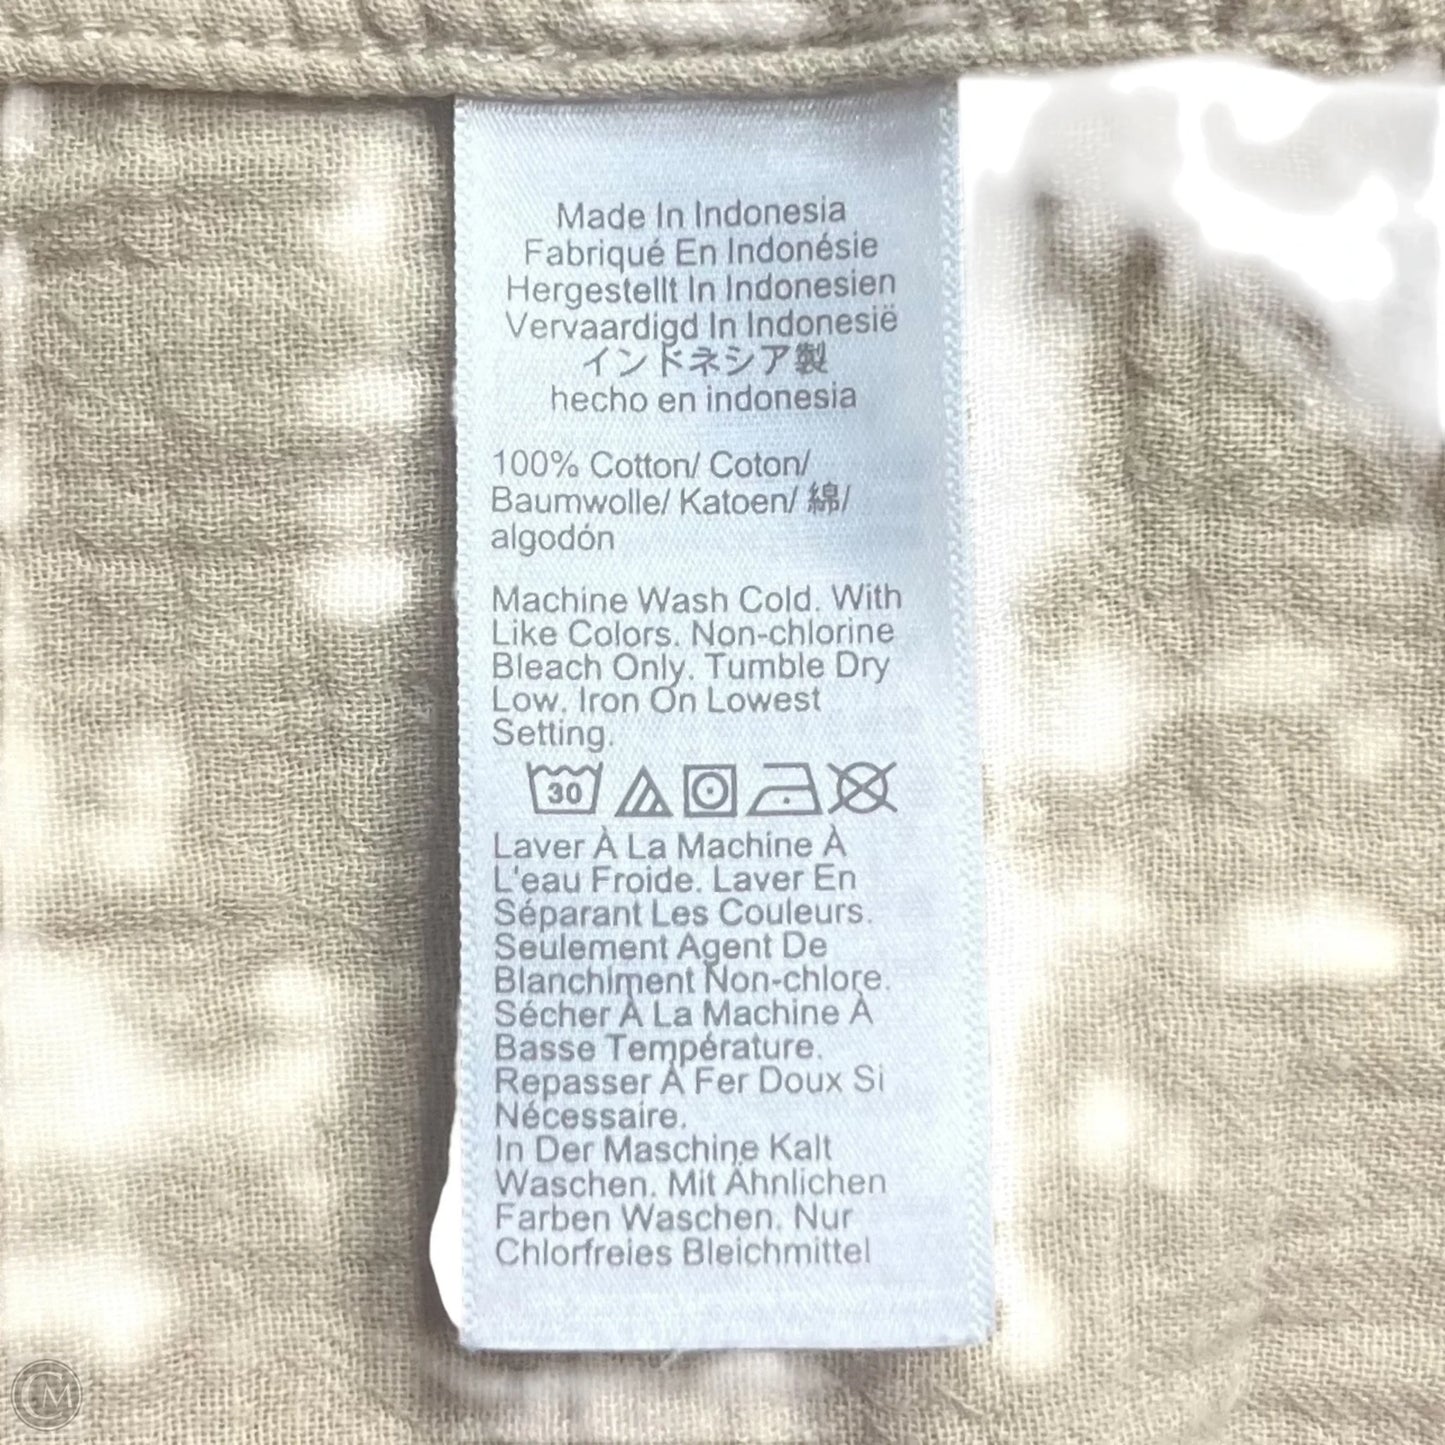 Made In Indonesia
Fabriqué En Indonésie
Hergestellt In Indonesien
Vervaardigd In Indonesië
インドネシア製
hecho en indonesia
100% Cotton/ Coton/
Baumwolle/ Katoen/ 綿/
algodón
Machine Wash Cold. With
Like Colors. Non-chlorine
Bleach Only. Tumble Dry
Low. Iron On Lowest
Setting.
30
Laver À La Machine À
L'eau Froide. Laver En
Séparant Les Couleurs.
Seulement Agent De
Blanchiment Non-chlore.
Sécher À La Machine À
Basse Température.
Repasser À Fer Doux Si
Nécessaire.
In Der Maschine Kalt
Waschen. Mit Ähnlichen
Farben Waschen. Nur
Chlorfreies Bleichmittel
CM